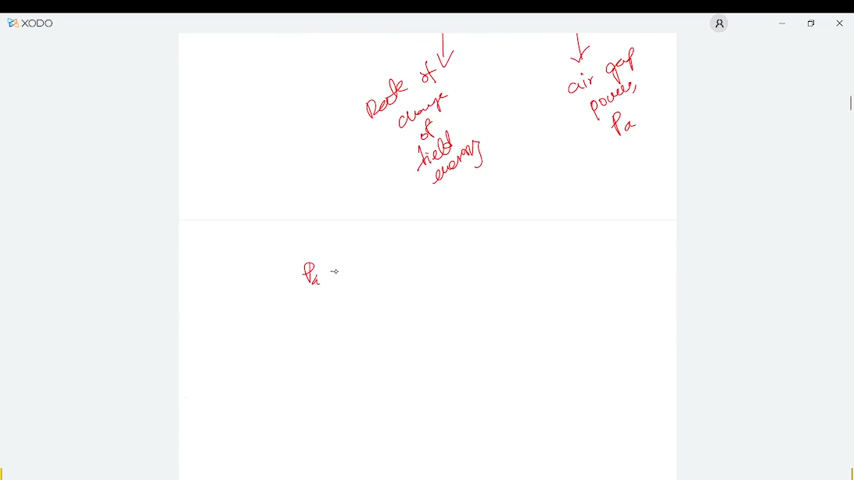 XODO
Rate of
change
of
field
energy
air gap
power,
Pa
Pa